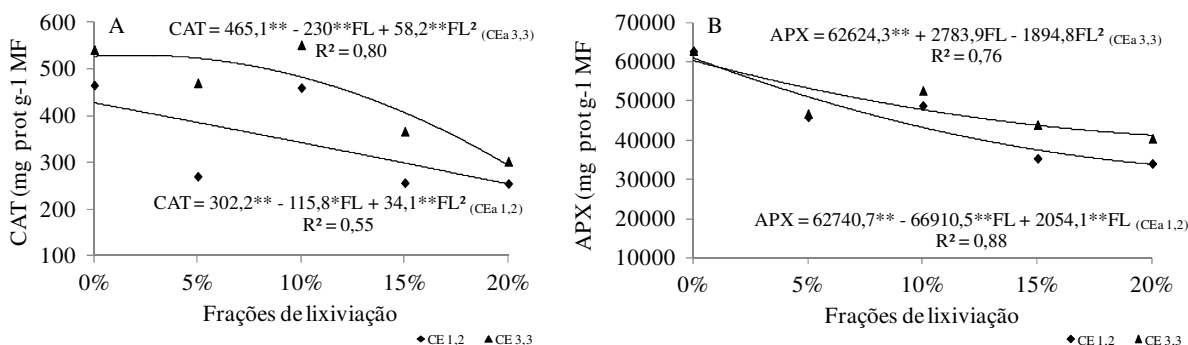 A
CAT = 465,1** - 230**FL + 58,2**FL² (CEa 3,3)
R² = 0,80
CAT (mg prot g-1 MF)
600
500
400
300
200
100
CAT = 302,2** - 115,8*FL + 34,1**FL² (CEa 1,2)
R² = 0,55
0% 5% 10% 15% 20%
Frações de lixiviação
CE 1,2 CE 3,3
B
APX = 62624,3** + 2783,9FL - 1894,8FL² (CEa 3,3)
R² = 0,76
APX (mg prot g-1 MF)
70000
60000
50000
40000
30000
20000
10000
APX = 62740,7** - 66910,5**FL + 2054,1**FL (CEa 1,2)
R² = 0,88
0% 5% 10% 15% 20%
Frações de lixiviação
CE 1,2 CE 3,3